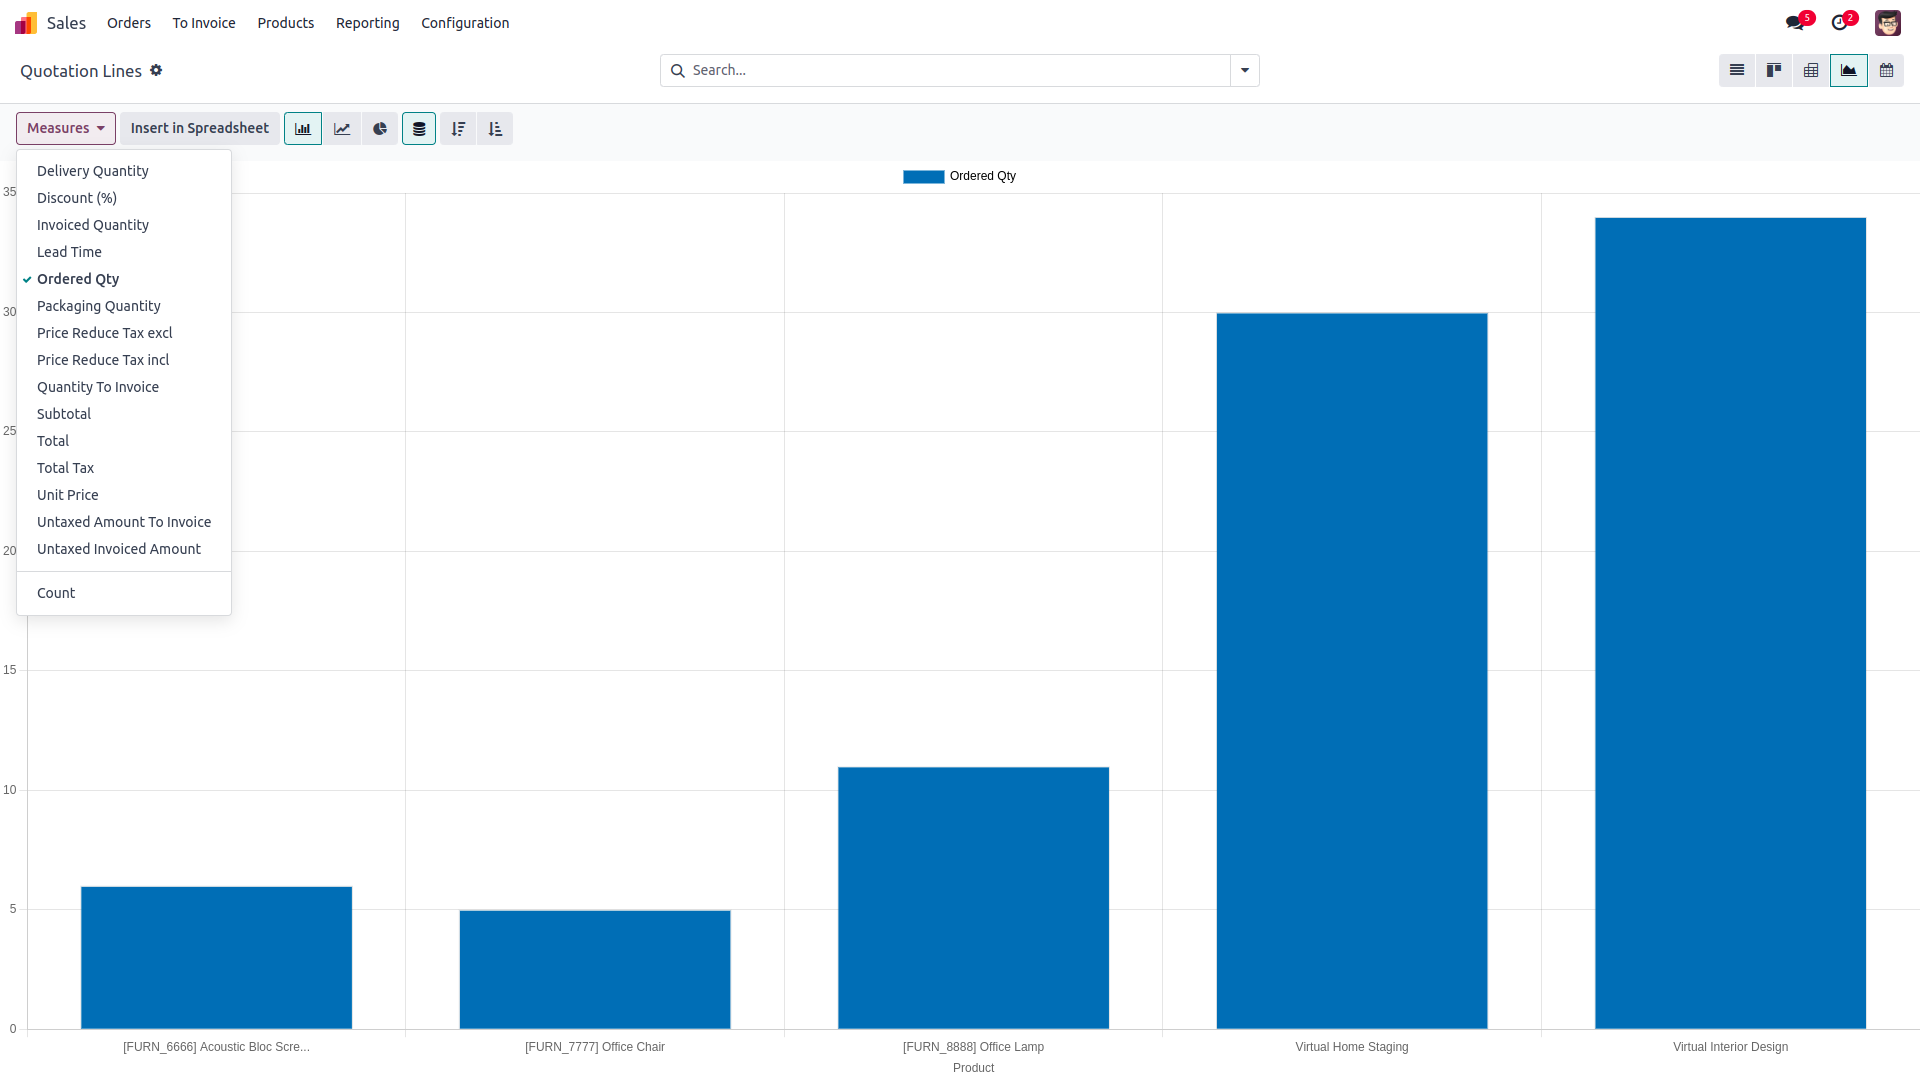 Sales Orders To Invoice Products Reporting Configuration 5 2
Quotation Lines Search...
Measures Insert in Spreadsheet
Delivery Quantity
Discount (%)
Invoiced Quantity
Lead Time
Ordered Qty
Packaging Quantity
Price Reduce Tax excl
Price Reduce Tax incl
Quantity To Invoice
Subtotal
Total
Total Tax
Unit Price
Untaxed Amount To Invoice
Untaxed Invoiced Amount
Count
Ordered Qty
35
30
25
20
15
10
5
0
[FURN_6666] Acoustic Bloc Scre... [FURN_7777] Office Chair [FURN_8888] Office Lamp Virtual Home Staging Virtual Interior Design
Product